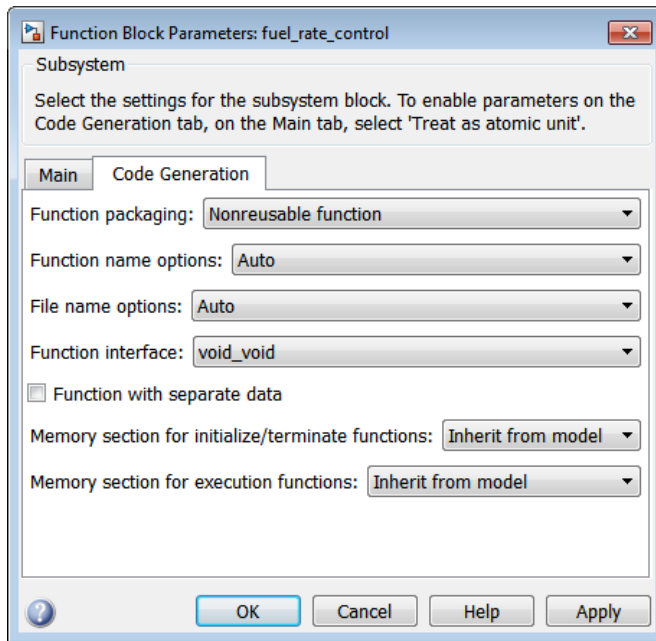 Function Block Parameters: fuel_rate_control
Subsystem
Select the settings for the subsystem block. To enable parameters on the
Code Generation tab, on the Main tab, select 'Treat as atomic unit'.
Main Code Generation
Function packaging: Nonreusable function
Function name options: Auto
File name options: Auto
Function interface: void_void
Function with separate data
Memory section for initialize/terminate functions: Inherit from model
Memory section for execution functions: Inherit from model
? OK Cancel Help Apply